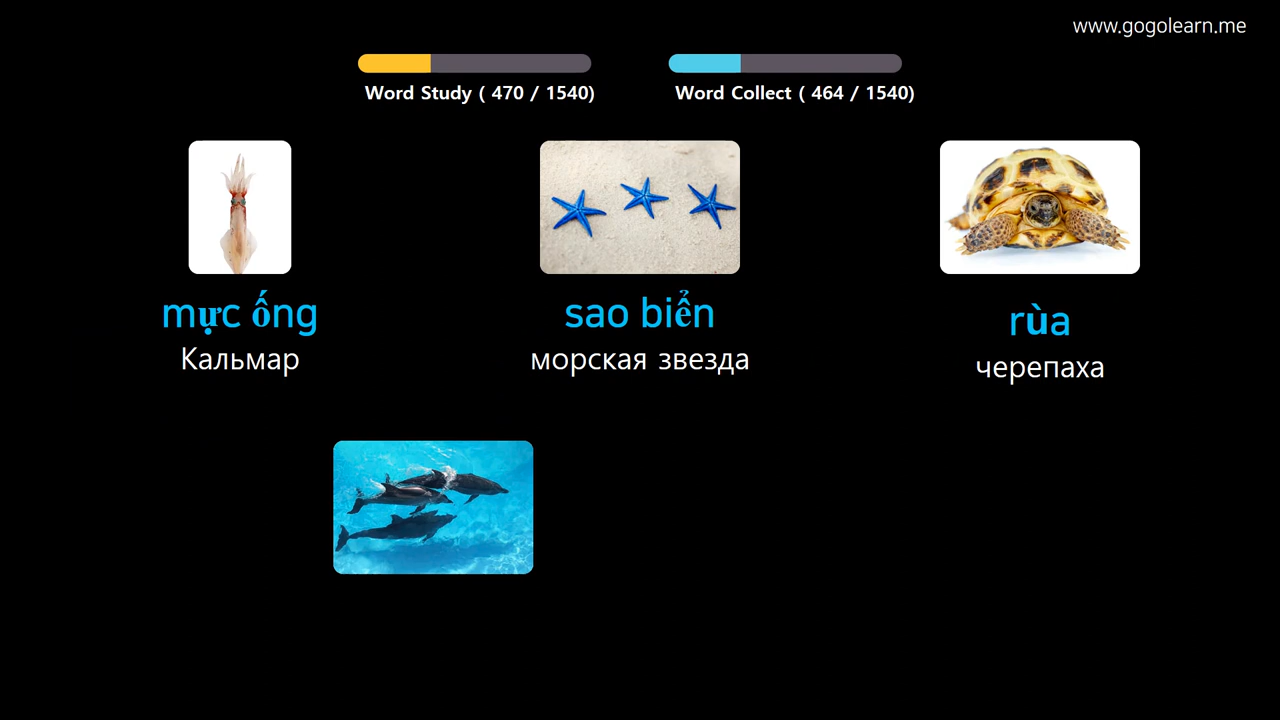 www.gogolearn.me
Word Study ( 470 / 1540)
Word Collect ( 464 / 1540)
mực ống
Кальмар
sao biển
морская звезда
rùa
черепаха